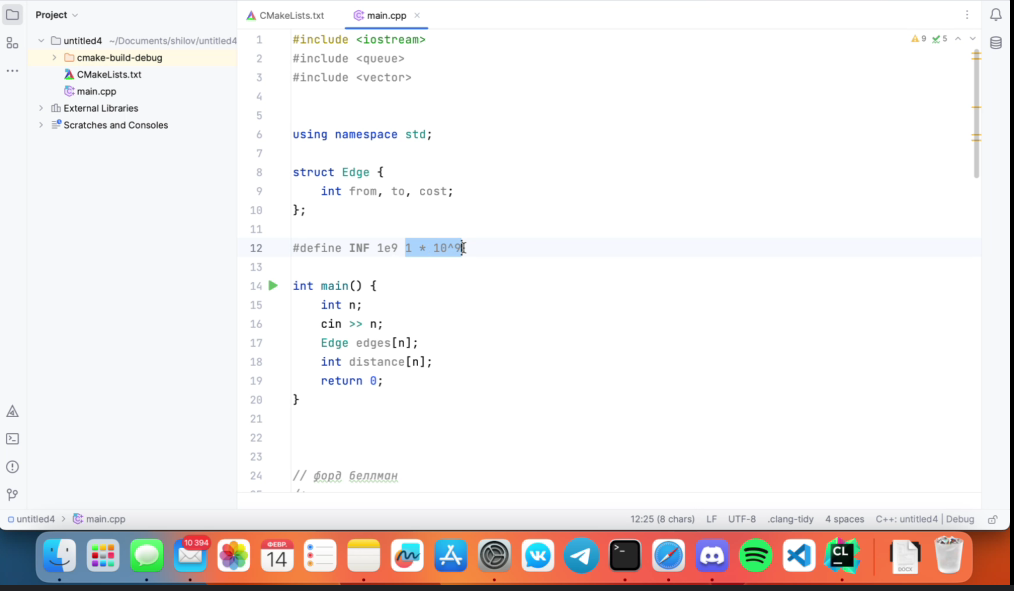 Project
CMakeLists.txt
main.cpp
untitled4 ~/Documents/shilov/untitled4
cmake-build-debug
CMakeLists.txt
main.cpp
External Libraries
Scratches and Consoles
9 5
1 #include <iostream>
2 #include <queue>
3 #include <vector>
4
5
6 using namespace std;
7
8 struct Edge {
9 int from, to, cost;
10 };
11
12 #define INF 1e9 1 * 10^9
13
14 int main() {
15 int n;
16 cin >> n;
17 Edge edges[n];
18 int distance[n];
19 return 0;
20 }
21
22
23
24 // форд беллман
untitled4 > main.cpp
12:25 (8 chars) LF UTF-8 .clang-tidy 4 spaces C++: untitled4 | Debug
10 394
ФЕВР.
14
CL
DOCX